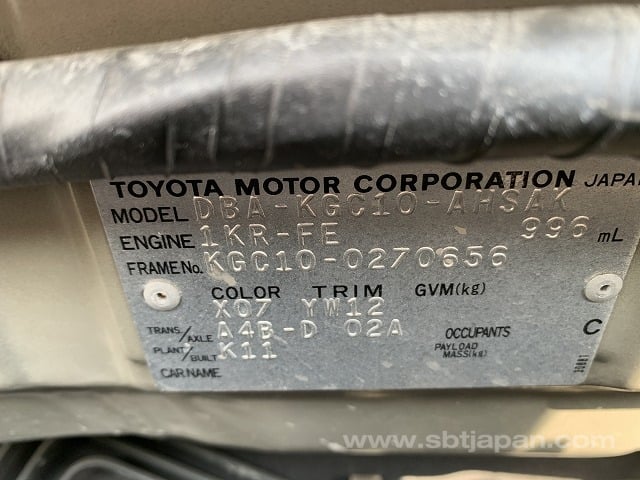 TOYOTA MOTOR CORPORATION JAPAN
MODEL DBA-KGC10-AHSAK
ENGINE 1KR-FE 996 mL
FRAME No. KGC10-0270656
COLOR TRIM GVM(kg)
X07 YW12
TRANS/AXLE A4B-D 02A OCCUPANTS C
PLANT/BUILT K11 PAYLOAD MASS(kg)
CAR NAME
www.sbtjapan.com